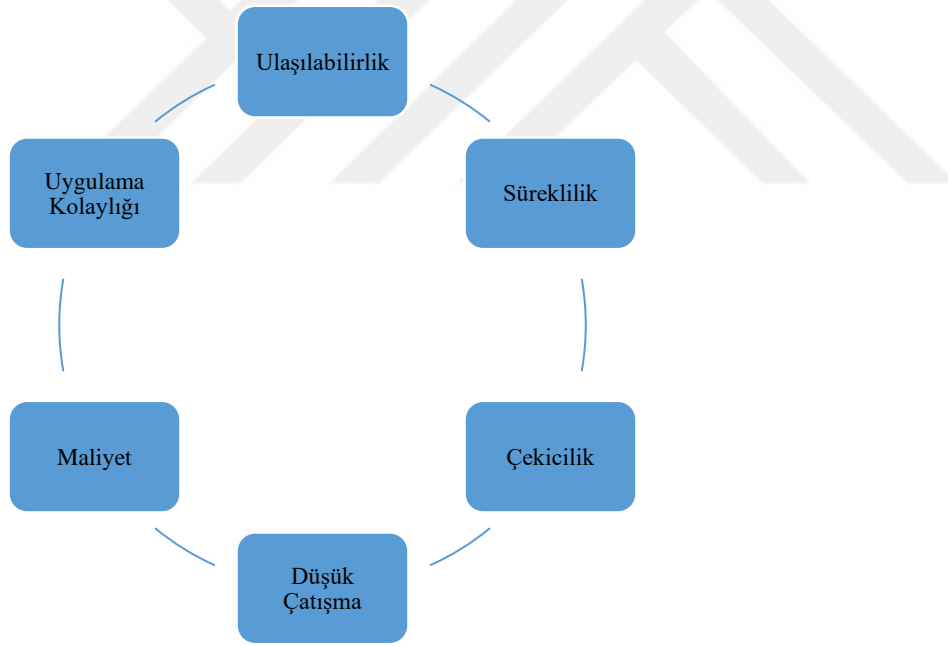 Ulaşılabilirlik
Süreklilik
Çekicilik
Düşük
Çatışma
Maliyet
Uygulama
Kolaylığı